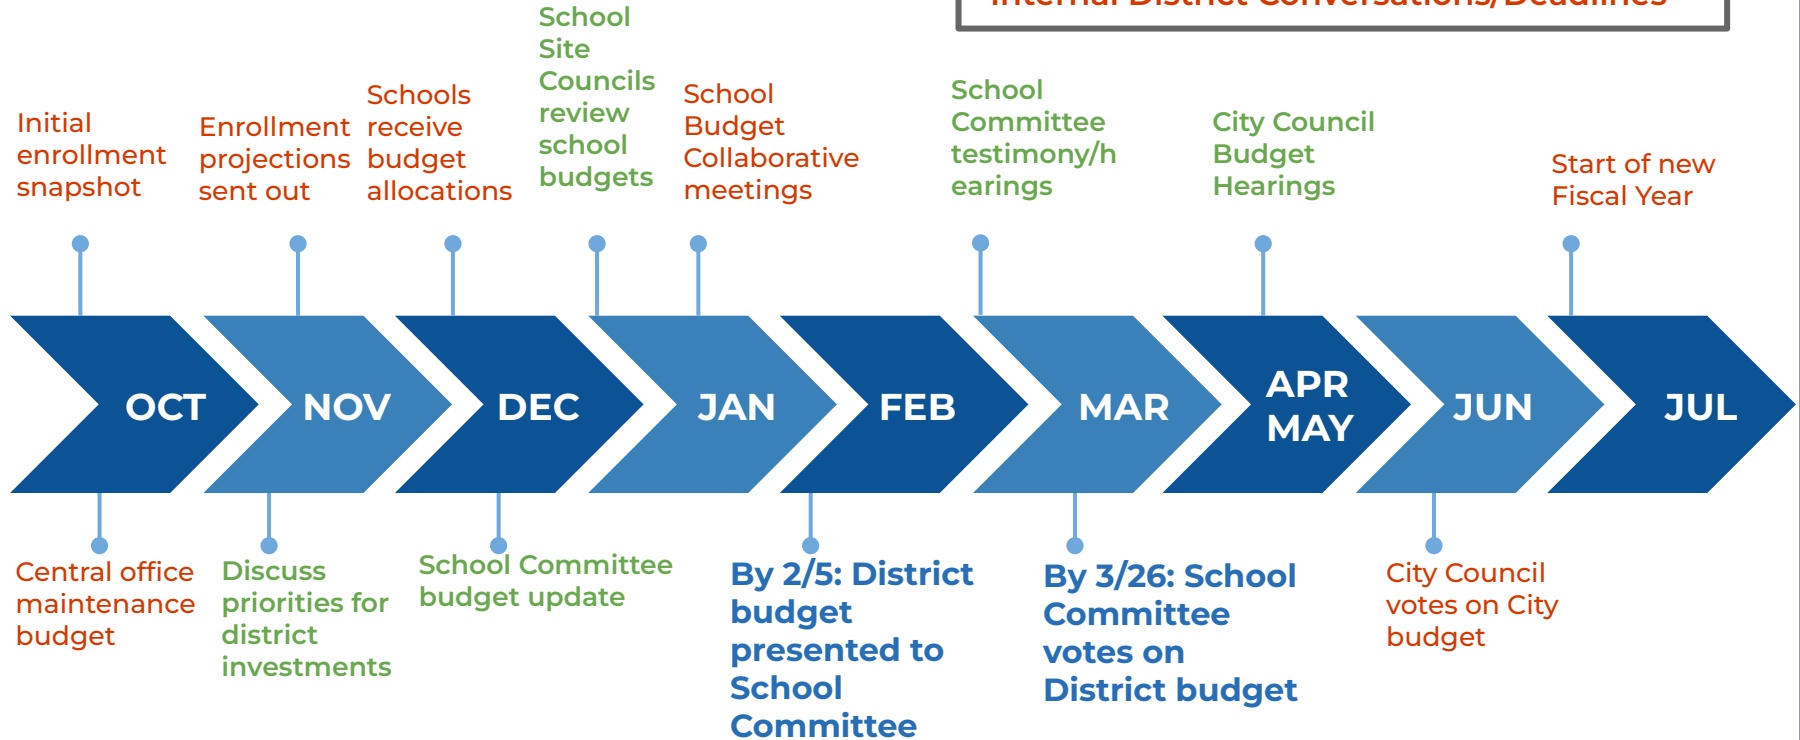 Internal District Conversations/Deadlines
Initial
enrollment
snapshot
Enrollment
projections
sent out
Schools
receive
budget
allocations
School
Site
Councils
review
school
budgets
School
Budget
Collaborative
meetings
School
Committee
testimony/h
earings
City Council
Budget
Hearings
Start of new
Fiscal Year
OCT
NOV
DEC
JAN
FEB
MAR
APR
MAY
JUN
JUL
Central office
maintenance
budget
Discuss
priorities for
district
investments
School Committee
budget update
By 2/5: District
budget
presented to
School
Committee
By 3/26: School
Committee
votes on
District budget
City Council
votes on City
budget